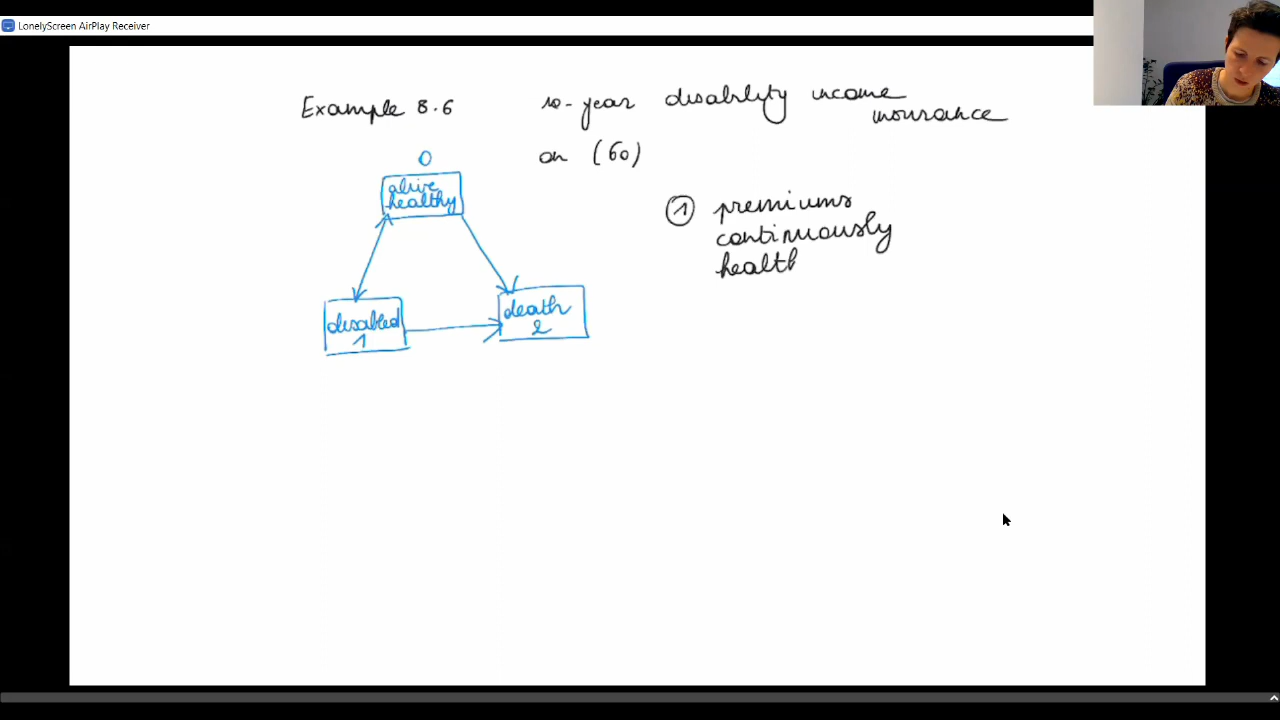 LonelyScreen AirPlay Receiver
Example 8.6
10-year disability income
insurance
on (60)
0
alive
healthy
① premiums
continuously
health
disabled
1
death
2